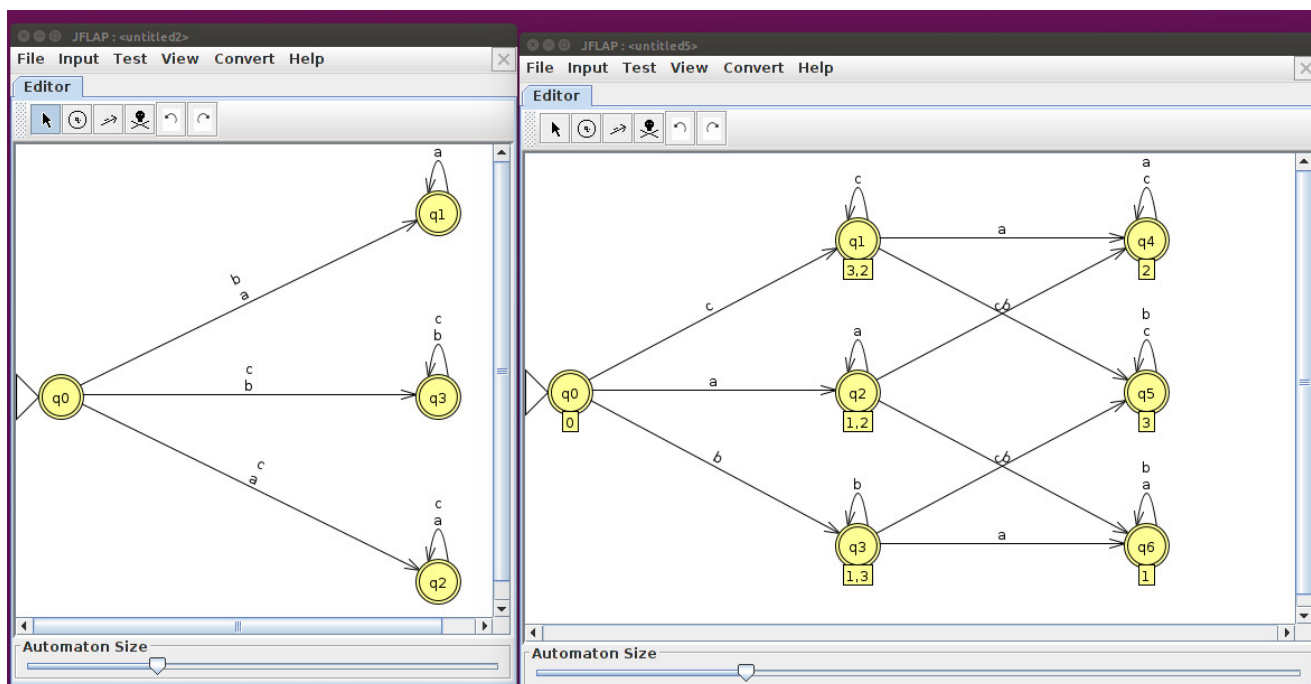 JFLAP : <untitled2>
File Input Test View Convert Help
Editor
a
q1
b
a
c
b
c
b
q0
q3
c
a
c
a
q2
Automaton Size
JFLAP : <untitled5>
File Input Test View Convert Help
Editor
c
a
c
q1
a
q4
3,2
2
c
cb
a
b
c
q0
a
q2
q5
0
1,2
3
b
cb
b
b
a
q3
a
q6
1,3
1
Automaton Size